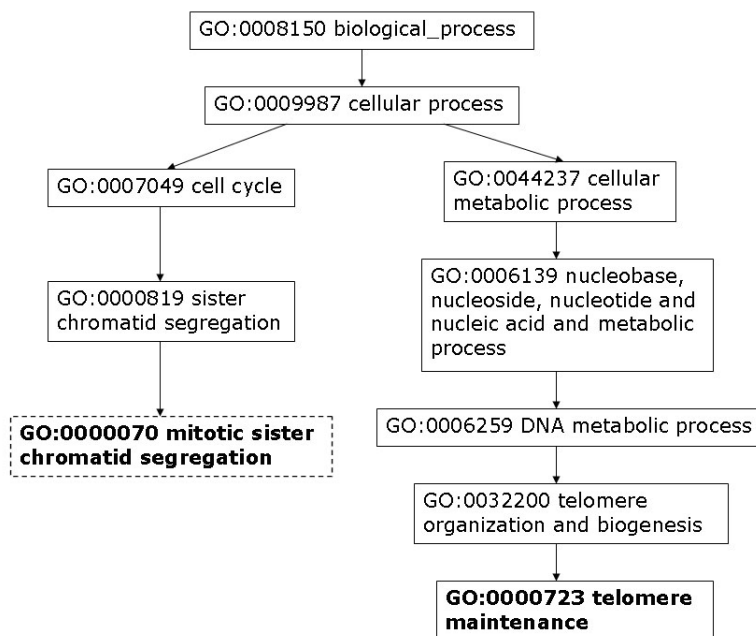 GO:0008150 biological_process
GO:0009987 cellular process
GO:0007049 cell cycle
GO:0044237 cellular
metabolic process
GO:0006139 nucleobase,
nucleoside, nucleotide and
nucleic acid and metabolic
process
GO:0000819 sister
chromatid segregation
GO:0000070 mitotic sister
chromatid segregation
GO:0006259 DNA metabolic process
GO:0032200 telomere
organization and biogenesis
GO:0000723 telomere
maintenance